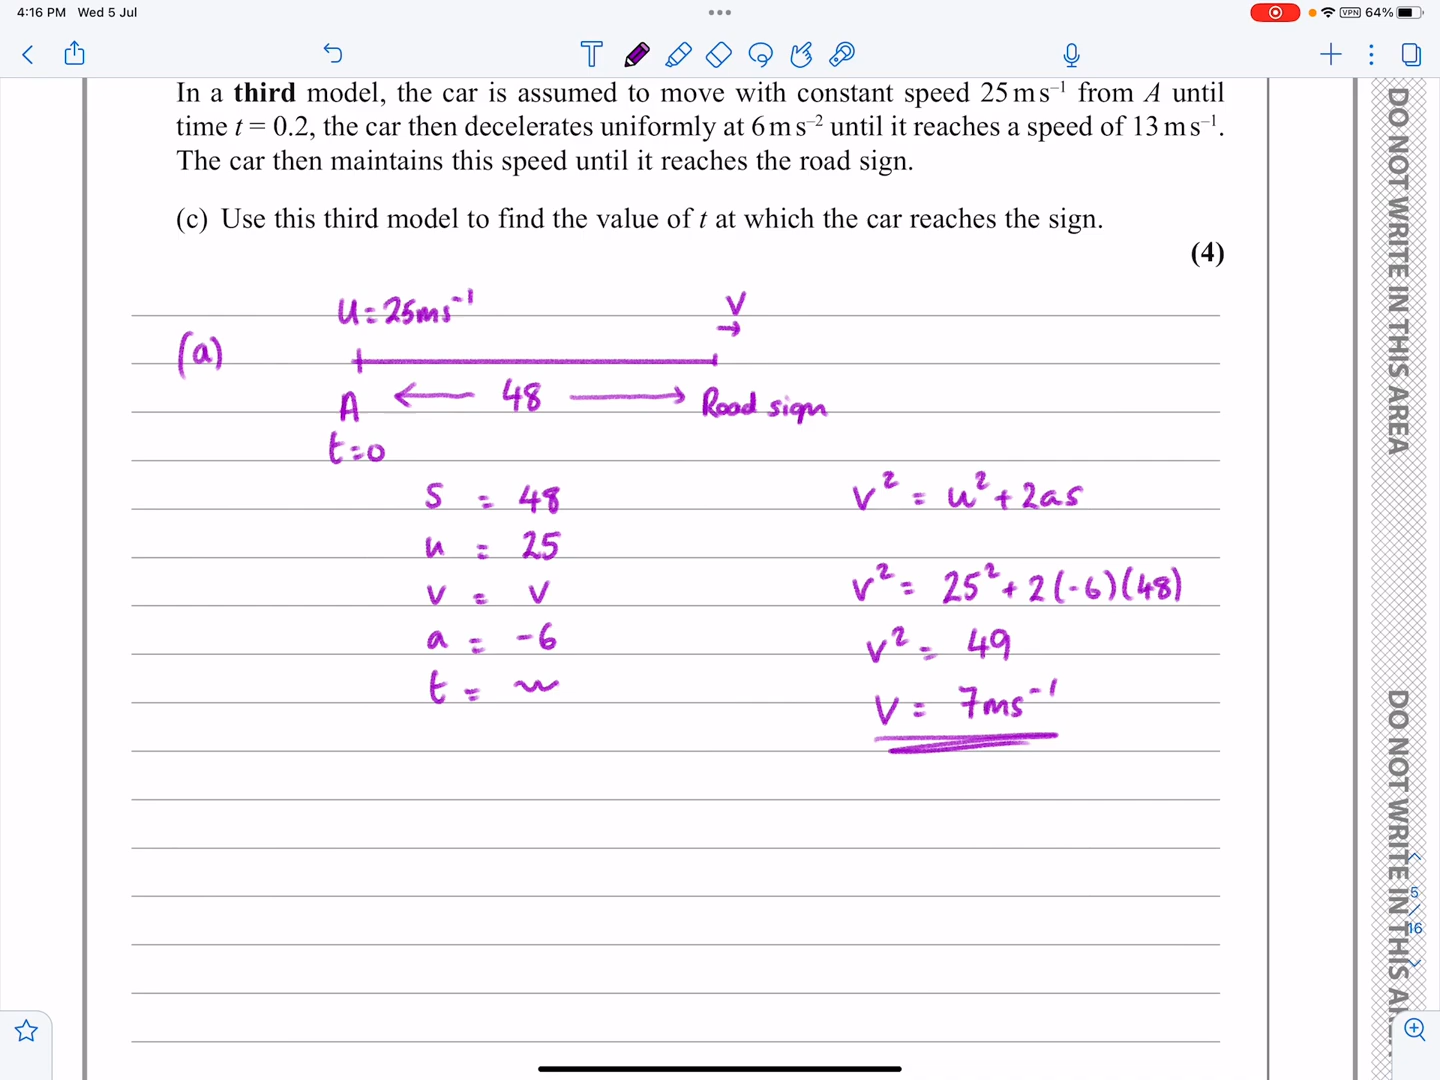 4:16 PM Wed 5 Jul
VPN 64%
In a third model, the car is assumed to move with constant speed 25 m s⁻¹ from A until
time t = 0.2, the car then decelerates uniformly at 6 m s⁻² until it reaches a speed of 13 m s⁻¹.
The car then maintains this speed until it reaches the road sign.
(c) Use this third model to find the value of t at which the car reaches the sign.
(4)
u = 25ms⁻¹
v
(a)
A ← 48 → Road sign
t=0
s = 48
u = 25
v = v
a = -6
t = ~
v² = u² + 2as
v² = 25² + 2(-6)(48)
v² = 49
v = 7ms⁻¹
DO NOT WRITE IN THIS AREA
DO NOT WRITE IN THIS AR
5
/
16